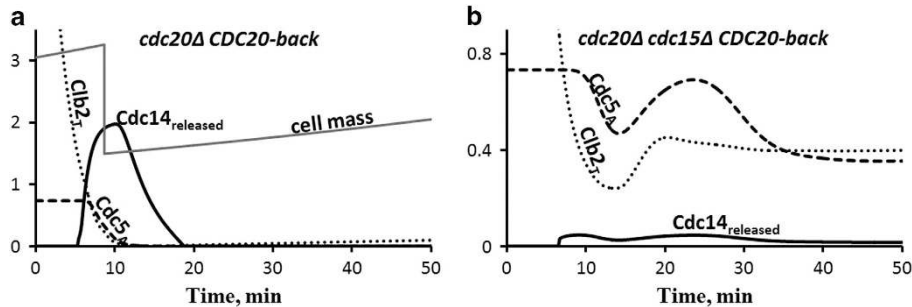 a
cdc20Δ CDC20-back
3
2
1
0
Clb2T
Cdc14released
cell mass
Cdc5A
0 10 20 30 40 50
Time, min
b
cdc20Δ cdc15Δ CDC20-back
0.8
0.4
0
Cdc5A
Clb2T
Cdc14released
0 10 20 30 40 50
Time, min